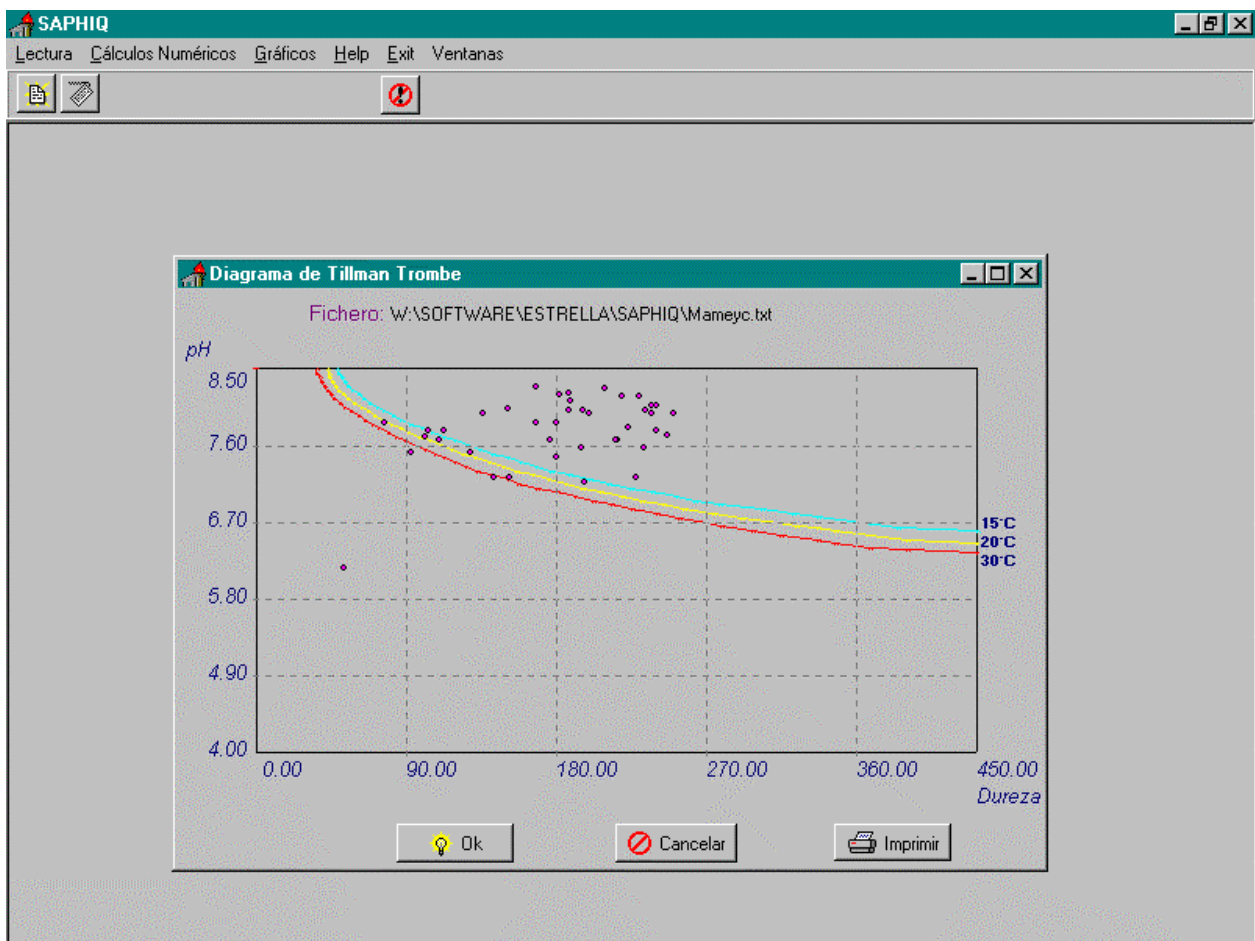 SAPHIQ
Lectura Cálculos Numéricos Gráficos Help Exit Ventanas
Diagrama de Tillman Trombe
Fichero: W:\SOFTWARE\ESTRELLA\SAPHIQ\Mameyc.txt
pH
8.50
7.60
6.70
5.80
4.90
4.00
15°C
20°C
30°C
0.00 90.00 180.00 270.00 360.00 450.00
Dureza
Ok Cancelar Imprimir